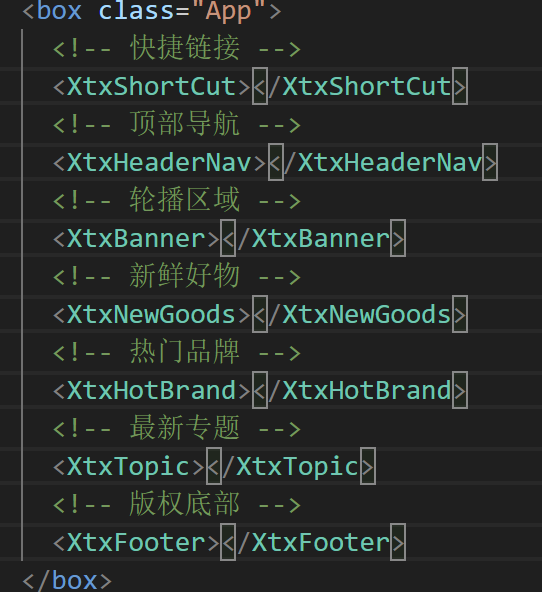 <box class="App">
<!-- 快捷链接 -->
<XtxShortCut></XtxShortCut>
<!-- 顶部导航 -->
<XtxHeaderNav></XtxHeaderNav>
<!-- 轮播区域 -->
<XtxBanner></XtxBanner>
<!-- 新鲜好物 -->
<XtxNewGoods></XtxNewGoods>
<!-- 热门品牌 -->
<XtxHotBrand></XtxHotBrand>
<!-- 最新专题 -->
<XtxTopic></XtxTopic>
<!-- 版权底部 -->
<XtxFooter></XtxFooter>
</box>